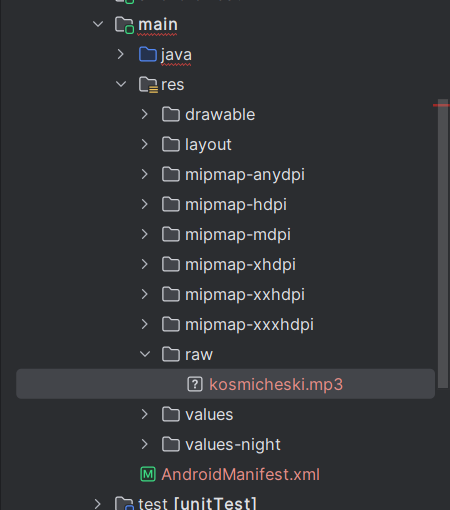 main
java
res
drawable
layout
mipmap-anydpi
mipmap-hdpi
mipmap-mdpi
mipmap-xhdpi
mipmap-xxhdpi
mipmap-xxxhdpi
raw
kosmicheski.mp3
values
values-night
AndroidManifest.xml
test [unitTest]